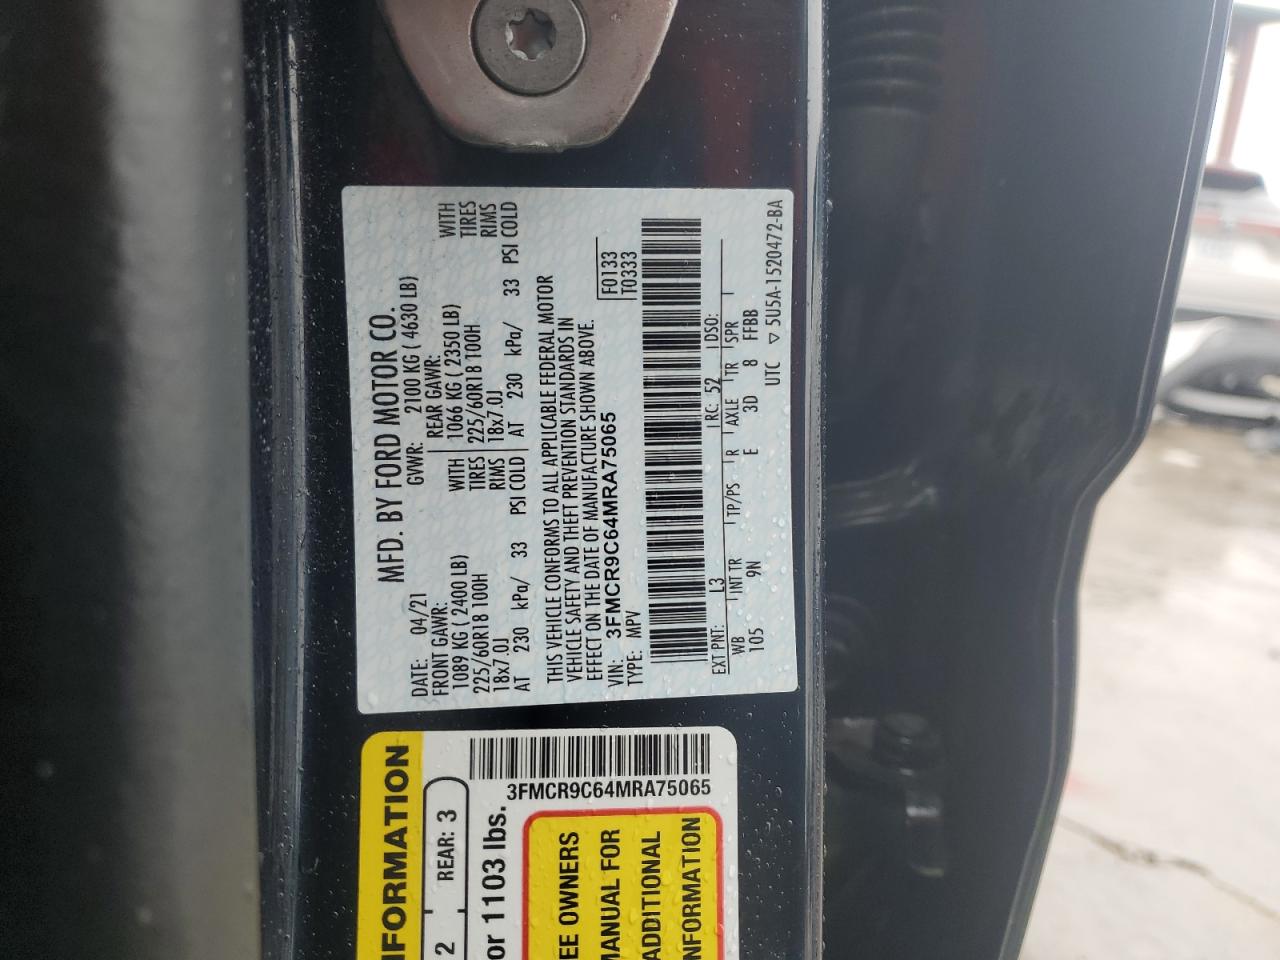 MFD. BY FORD MOTOR CO.
DATE: 04/21 GVWR: 2100 KG ( 4630 LB)
FRONT GAWR: REAR GAWR:
1089 KG ( 2400 LB) WITH 1066 KG ( 2350 LB) WITH
225/60R18 100H TIRES 225/60R18 100H TIRES
18x7.0J RIMS 18x7.0J RIMS
AT 230 kPa/ 33 PSI COLD AT 230 kPa/ 33 PSI COLD
THIS VEHICLE CONFORMS TO ALL APPLICABLE FEDERAL MOTOR
VEHICLE SAFETY AND THEFT PREVENTION STANDARDS IN
EFFECT ON THE DATE OF MANUFACTURE SHOWN ABOVE.
VIN: 3FMCR9C64MRA75065 F0133
TYPE: MPV T0333
EXT PNT: L3 RC: 52 DSO:
WB INT TR TP/PS R AXLE TR SPR
105 9N E 3D 8 FFBB
UTC ▽ 5U5A-1520472-BA
NFORMATION
2 REAR: 3
or 1103 lbs.
3FMCR9C64MRA75065
EE OWNERS
MANUAL FOR
ADDITIONAL
NFORMATION